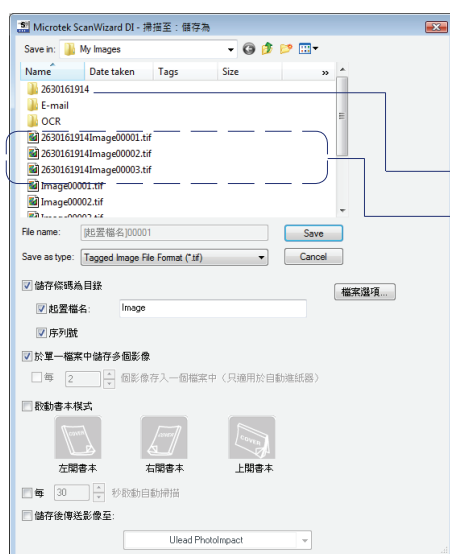 Microtek ScanWizard DI - 掃描至：儲存為
Save in: My Images
Name Date taken Tags Size »
2630161914
E-mail
OCR
2630161914Image00001.tif
2630161914Image00002.tif
2630161914Image00003.tif
Image00001.tif
Image00002.tif
Image00003.tif
File name: [起置檔名]00001 Save
Save as type: Tagged Image File Format (*.tif) Cancel
儲存條碼為目錄 檔案選項...
起置檔名: Image
序列號
於單一檔案中儲存多個影像
每 2 個影像存入一個檔案中（只適用於自動進紙器）
啟動書本模式
COVER COVER COVER
左開書本 右開書本 上開書本
每 30 秒啟動自動掃描
儲存後傳送影像至:
Ulead PhotoImpact